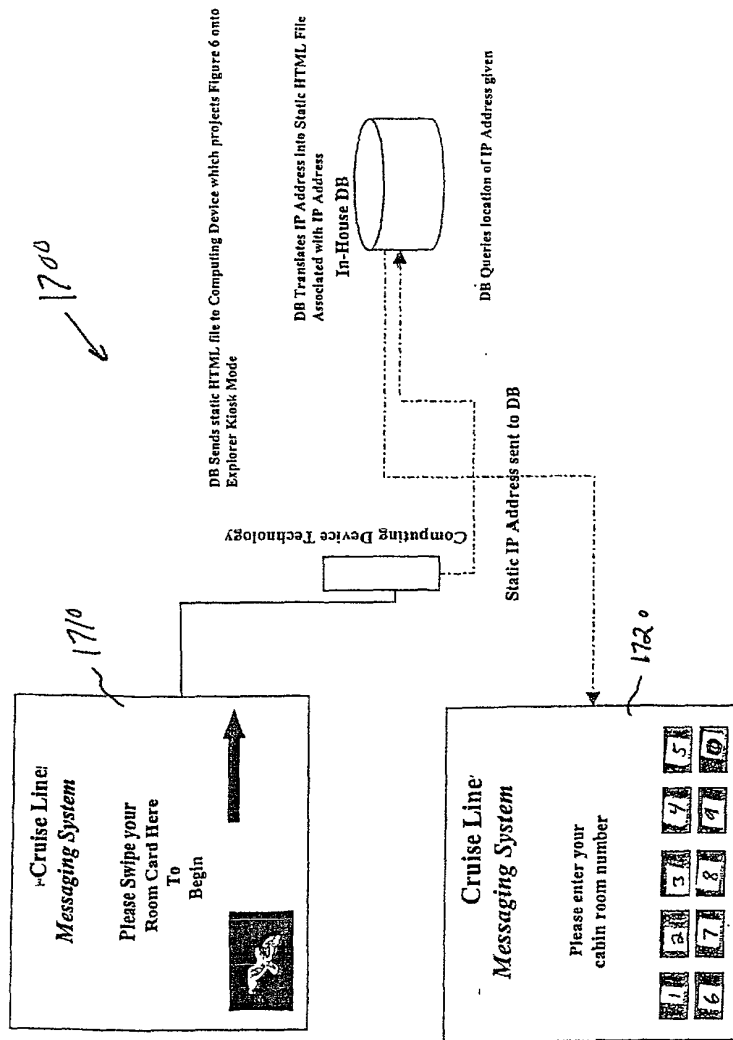 1700
1710
Cruise Line
Messaging System
Please Swipe your
Room Card Here
To
Begin
Computing Device Technology
DB Sends static HTML file to Computing Device which projects Figure 6 onto
Explorer Kiosk Mode
DB Translates IP Address into Static HTML File
Associated with IP Address
In-House DB
DB Queries location of IP Address given
Static IP Address sent to DB
1720
Cruise Line
Messaging System
Please enter your
cabin room number
1 2 3 4 5
6 7 8 9 0